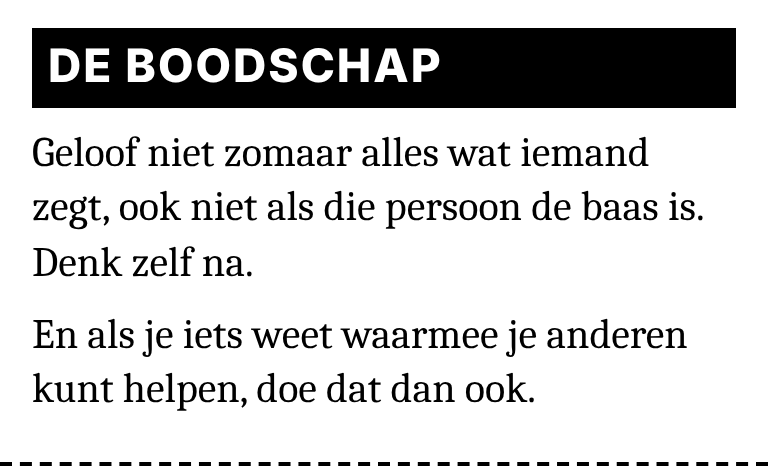 DE BOODSCHAP
Geloof niet zomaar alles wat iemand
zegt, ook niet als die persoon de baas is.
Denk zelf na.
En als je iets weet waarmee je anderen
kunt helpen, doe dat dan ook.